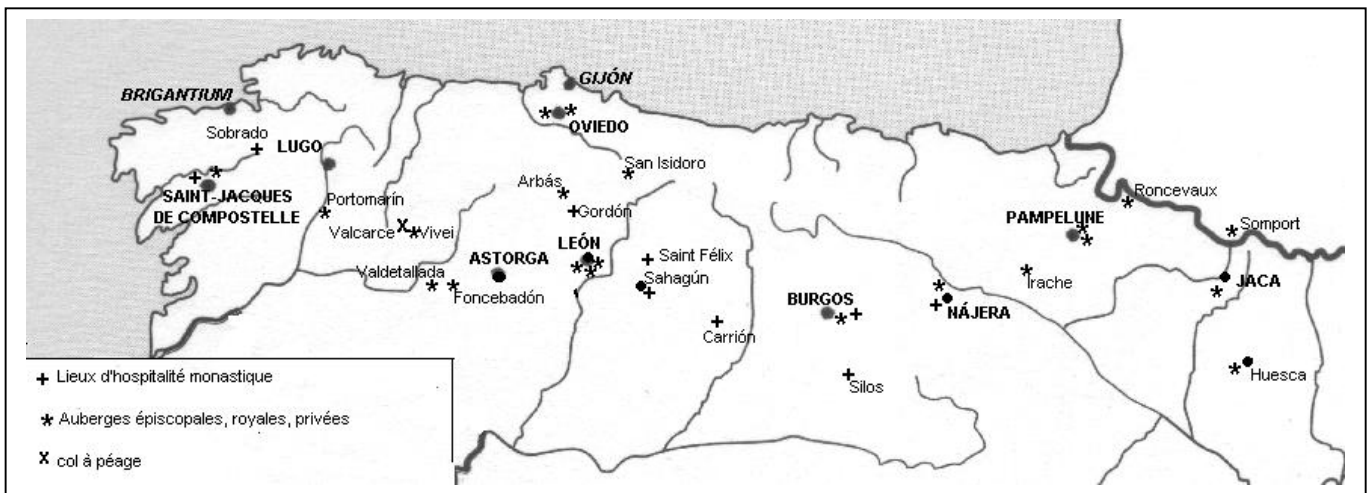 GIJÓN
BRIGANTIUM
Sobrado
LUGO
OVIEDO
San Isidoro
SAINT-JACQUES
DE COMPOSTELLE
Portomarín
Arbás
Gordón
Valcarce
Vivei
Roncevaux
PAMPELUNE
Somport
ASTORGA
LEÓN
Saint Félix
Valdetallada
Foncebadón
Sahagún
Irache
JACA
BURGOS
NÁJERA
Carrión
Silos
Huesca
+ Lieux d'hospitalité monastique
* Auberges épiscopales, royales, privées
X col à péage